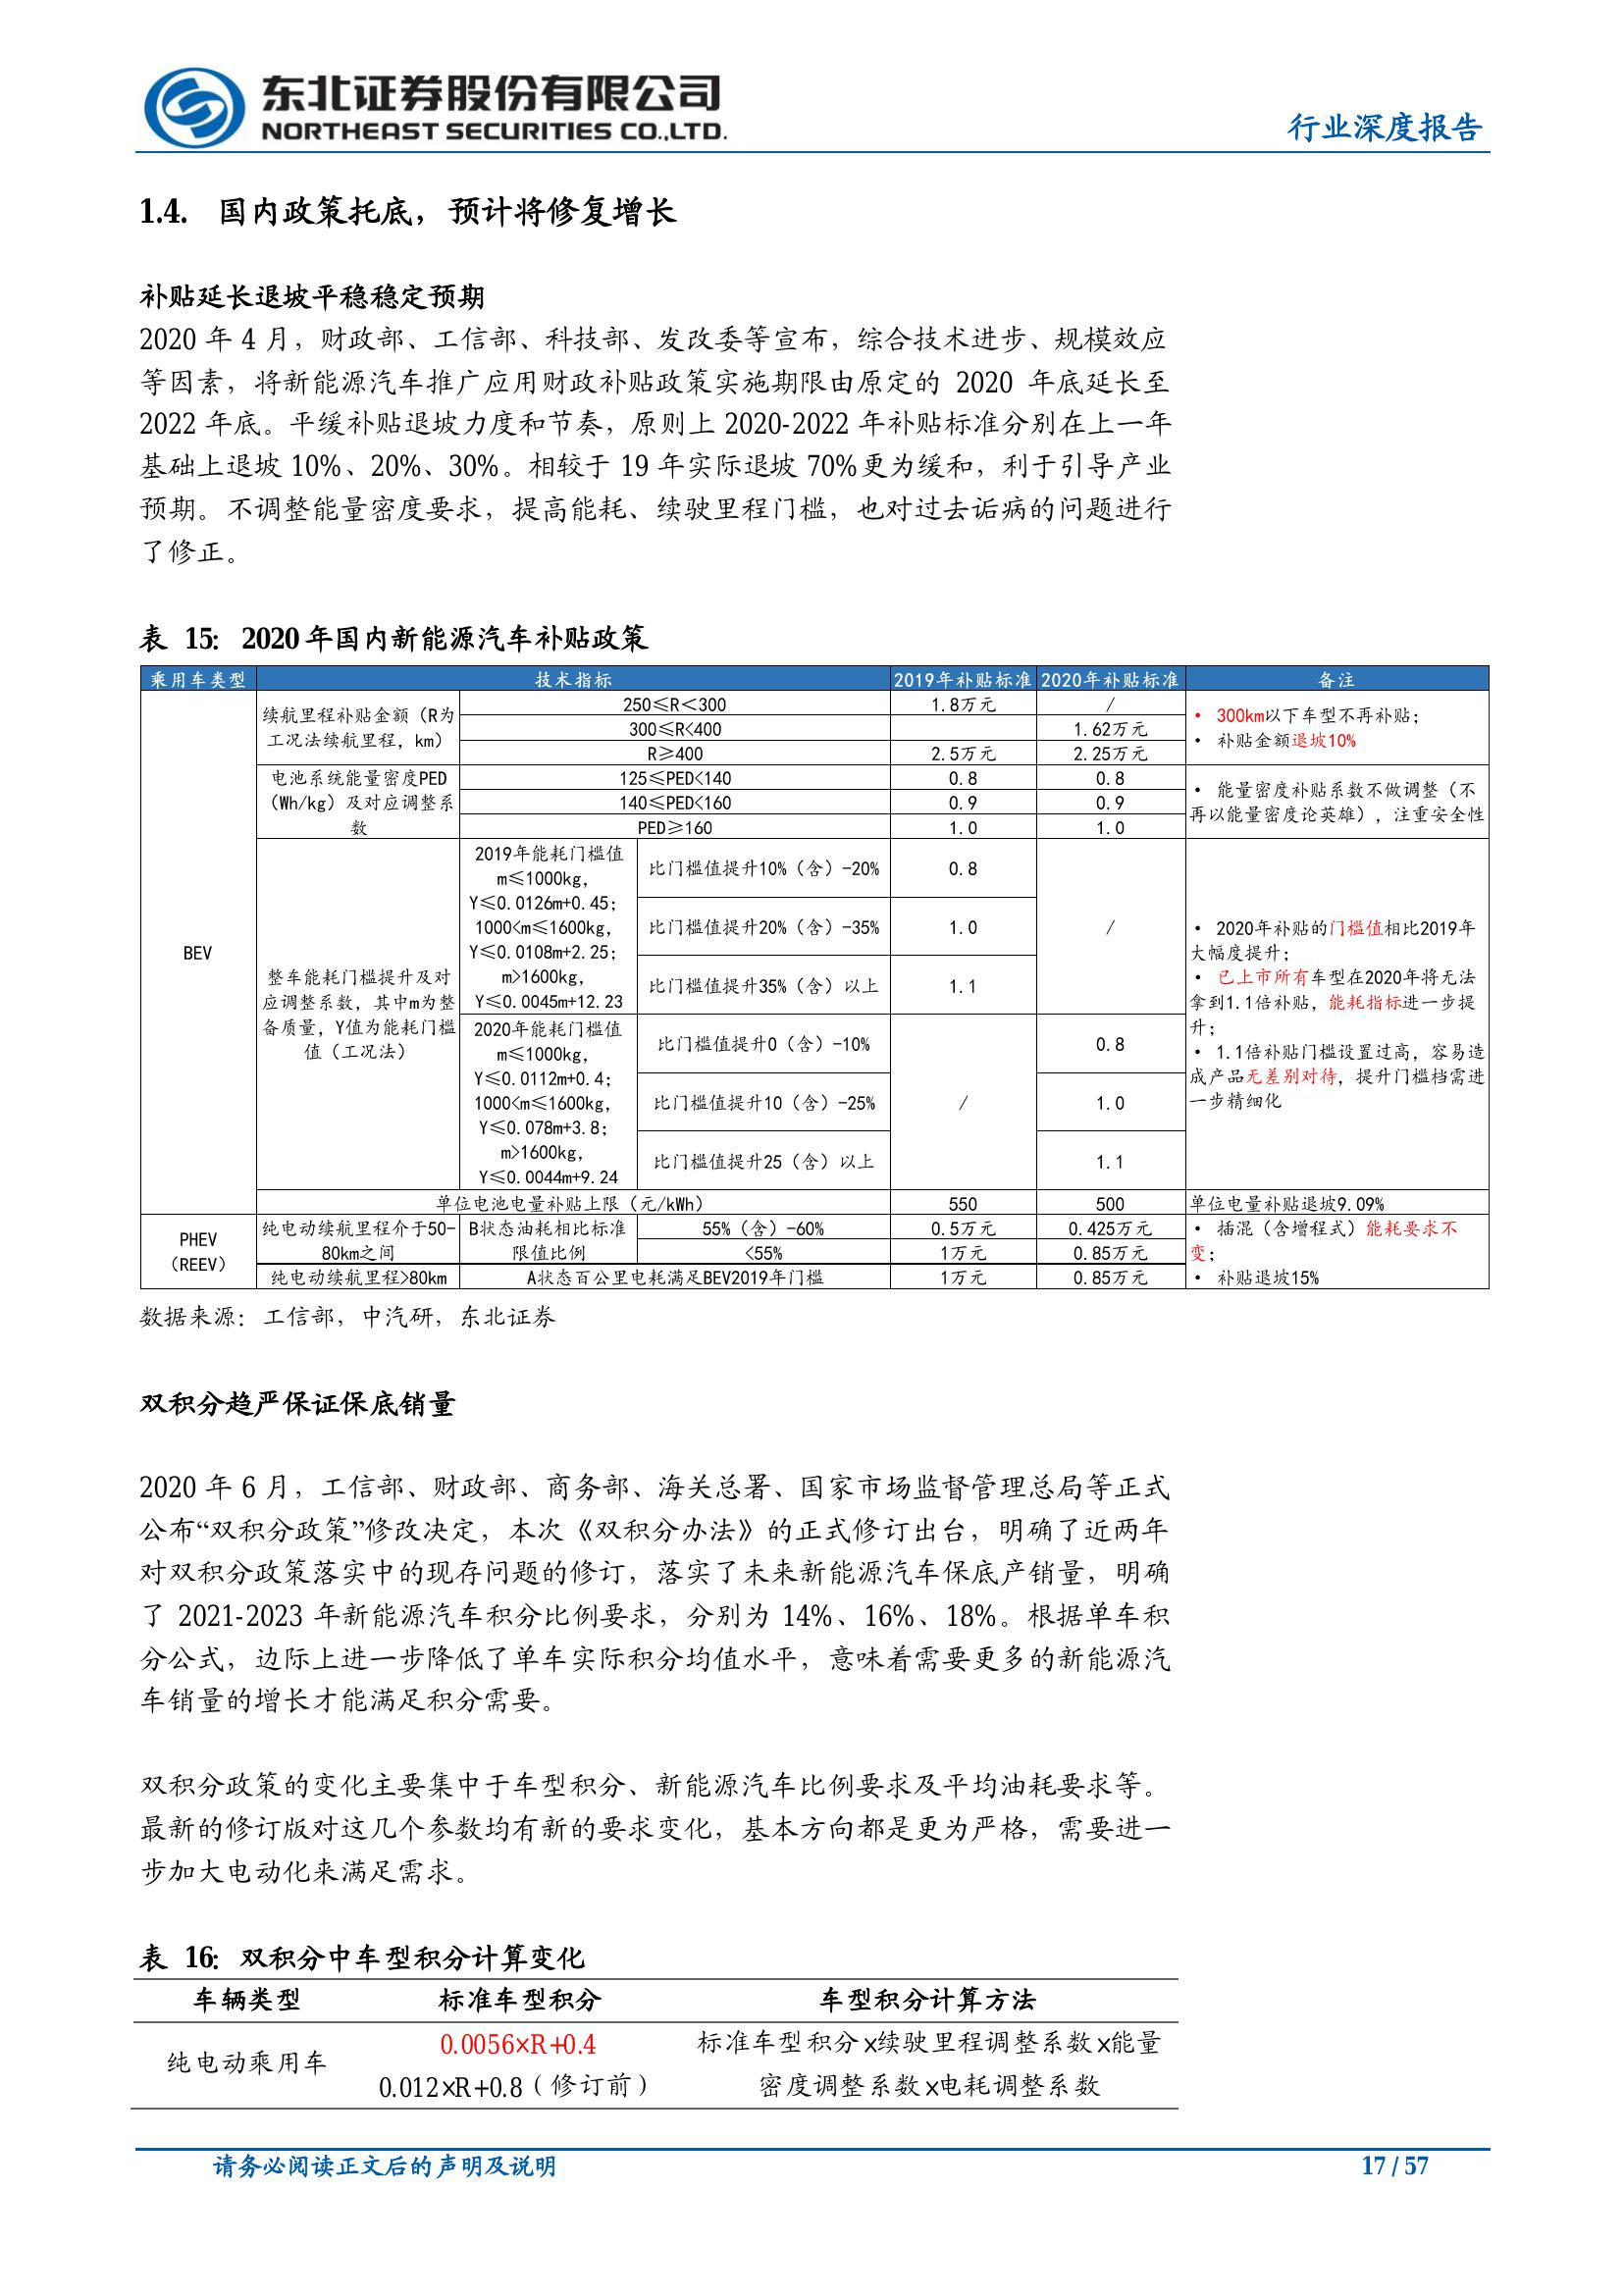 东北证券股份有限公司
NORTHEAST SECURITIES CO.,LTD.
行业深度报告
1.4. 国内政策托底，预计将修复增长
补贴延长退坡平稳稳定预期
2020 年 4 月，财政部、工信部、科技部、发改委等宣布，综合技术进步、规模效应
等因素，将新能源汽车推广应用财政补贴政策实施期限由原定的 2020 年底延长至
2022 年底。平缓补贴退坡力度和节奏，原则上 2020-2022 年补贴标准分别在上一年
基础上退坡 10%、20%、30%。相较于 19 年实际退坡 70%更为缓和，利于引导产业
预期。不调整能量密度要求，提高能耗、续驶里程门槛，也对过去诟病的问题进行
了修正。
表 15: 2020 年国内新能源汽车补贴政策
乘用车类型 技术指标 2019年补贴标准 2020年补贴标准 备注
BEV
续航里程补贴金额（R为
工况法续航里程，km）
250≤R＜300 1.8万元 /
300≤R<400 1.62万元
R≥400 2.5万元 2.25万元
• 300km以下车型不再补贴；
• 补贴金额退坡10%
电池系统能量密度PED
（Wh/kg）及对应调整系
数
125≤PED<140 0.8 0.8
140≤PED<160 0.9 0.9
PED≥160 1.0 1.0
• 能量密度补贴系数不做调整（不
再以能量密度论英雄），注重安全性
整车能耗门槛提升及对
应调整系数，其中m为整
备质量，Y值为能耗门槛
值（工况法）
2019年能耗门槛值
m≤1000kg，
Y≤0.0126m+0.45；
1000<m≤1600kg，
Y≤0.0108m+2.25；
m>1600kg，
Y≤0.0045m+12.23
比门槛值提升10%（含）-20% 0.8
比门槛值提升20%（含）-35% 1.0 /
比门槛值提升35%（含）以上 1.1
2020年能耗门槛值
m≤1000kg，
Y≤0.0112m+0.4；
1000<m≤1600kg，
Y≤0.078m+3.8；
m>1600kg，
Y≤0.0044m+9.24
比门槛值提升0（含）-10% 0.8
比门槛值提升10（含）-25% / 1.0
比门槛值提升25（含）以上 1.1
• 2020年补贴的门槛值相比2019年
大幅度提升；
• 已上市所有车型在2020年将无法
拿到1.1倍补贴，能耗指标进一步提
升；
• 1.1倍补贴门槛设置过高，容易造
成产品无差别对待，提升门槛档需进
一步精细化
单位电池电量补贴上限（元/kWh） 550 500 单位电量补贴退坡9.09%
PHEV
（REEV）
纯电动续航里程介于50-
80km之间
B状态油耗相比标准
限值比例
55%（含）-60% 0.5万元 0.425万元
<55% 1万元 0.85万元
纯电动续航里程>80km A状态百公里电耗满足BEV2019年门槛 1万元 0.85万元
• 插混（含增程式）能耗要求不
变；
• 补贴退坡15%
数据来源：工信部，中汽研，东北证券
双积分趋严保证保底销量
2020 年 6 月，工信部、财政部、商务部、海关总署、国家市场监督管理总局等正式
公布“双积分政策”修改决定，本次《双积分办法》的正式修订出台，明确了近两年
对双积分政策落实中的现存问题的修订，落实了未来新能源汽车保底产销量，明确
了 2021-2023 年新能源汽车积分比例要求，分别为 14%、16%、18%。根据单车积
分公式，边际上进一步降低了单车实际积分均值水平，意味着需要更多的新能源汽
车销量的增长才能满足积分需要。
双积分政策的变化主要集中于车型积分、新能源汽车比例要求及平均油耗要求等。
最新的修订版对这几个参数均有新的要求变化，基本方向都是更为严格，需要进一
步加大电动化来满足需求。
表 16: 双积分中车型积分计算变化
车辆类型 标准车型积分 车型积分计算方法
纯电动乘用车
0.0056×R+0.4
0.012×R+0.8（修订前）
标准车型积分x续驶里程调整系数x能量
密度调整系数x电耗调整系数
请务必阅读正文后的声明及说明
17 / 57